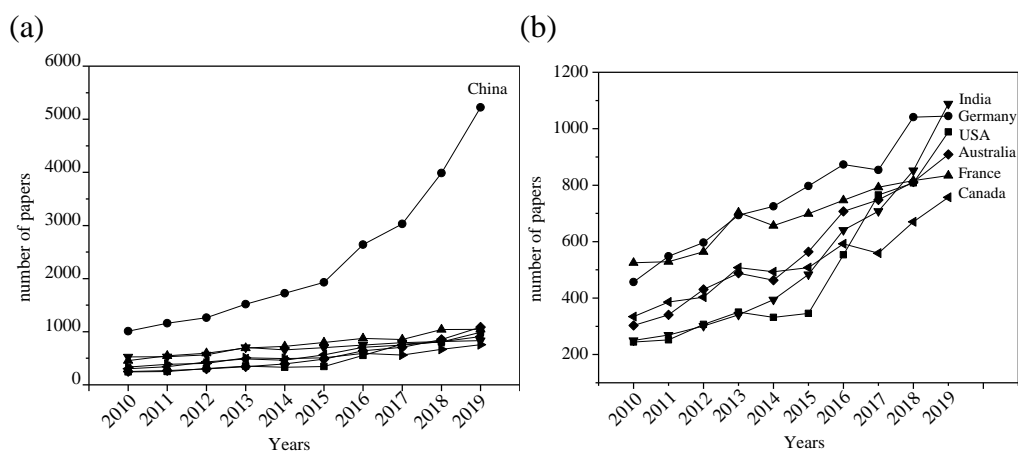 (a)
6000
5000
4000
3000
2000
1000
0
number of papers
China
2010
2011
2012
2013
2014
2015
2016
2017
2018
2019
Years
(b)
1200
1000
800
600
400
200
number of papers
India
Germany
USA
Australia
France
Canada
2010
2011
2012
2013
2014
2015
2016
2017
2018
2019
Years